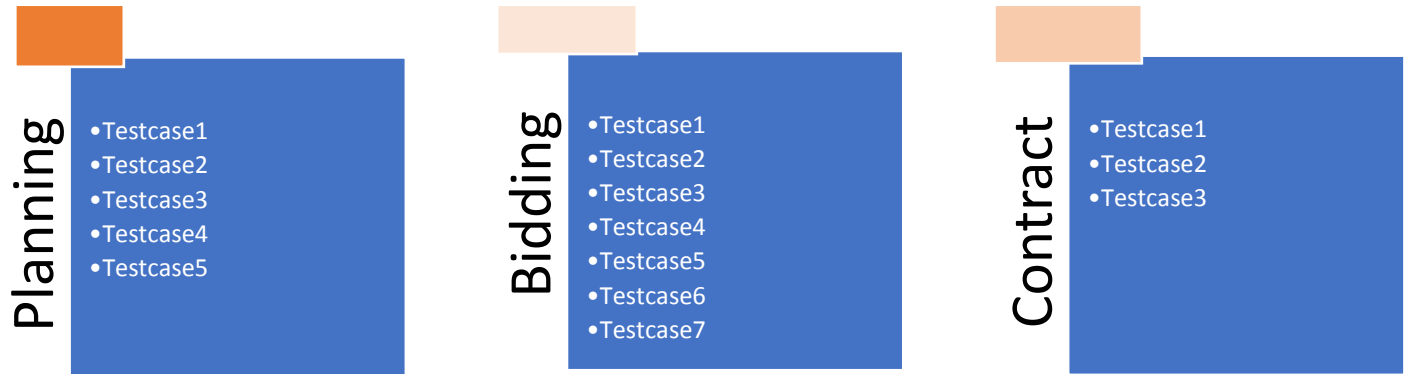 Planning
•Testcase1
•Testcase2
•Testcase3
•Testcase4
•Testcase5
Bidding
•Testcase1
•Testcase2
•Testcase3
•Testcase4
•Testcase5
•Testcase6
•Testcase7
Contract
•Testcase1
•Testcase2
•Testcase3